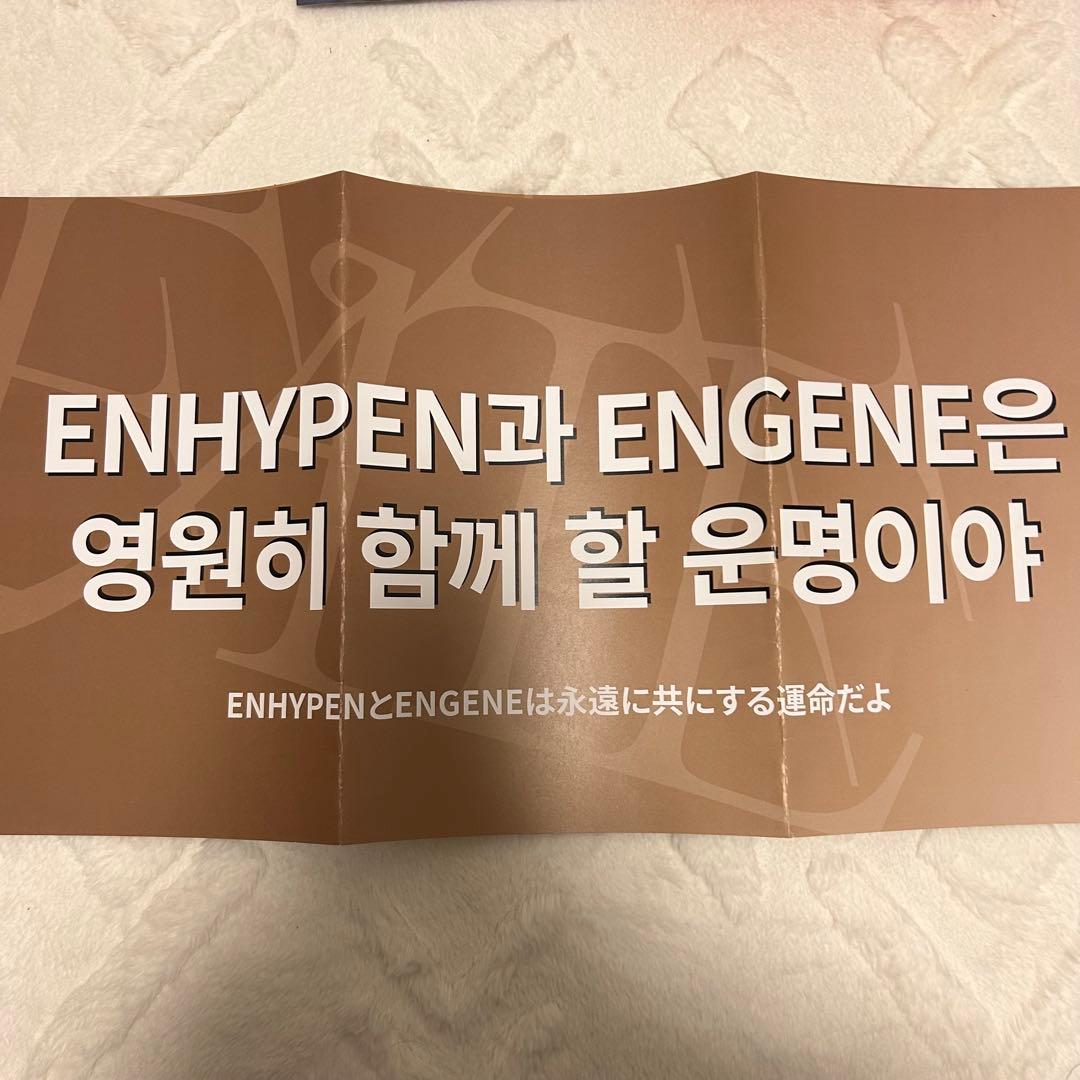 ENHYPEN과 ENGENE은
영원히 함께 할 운명이야
ENHYPENとENGENEは永遠に共にする運命だよ